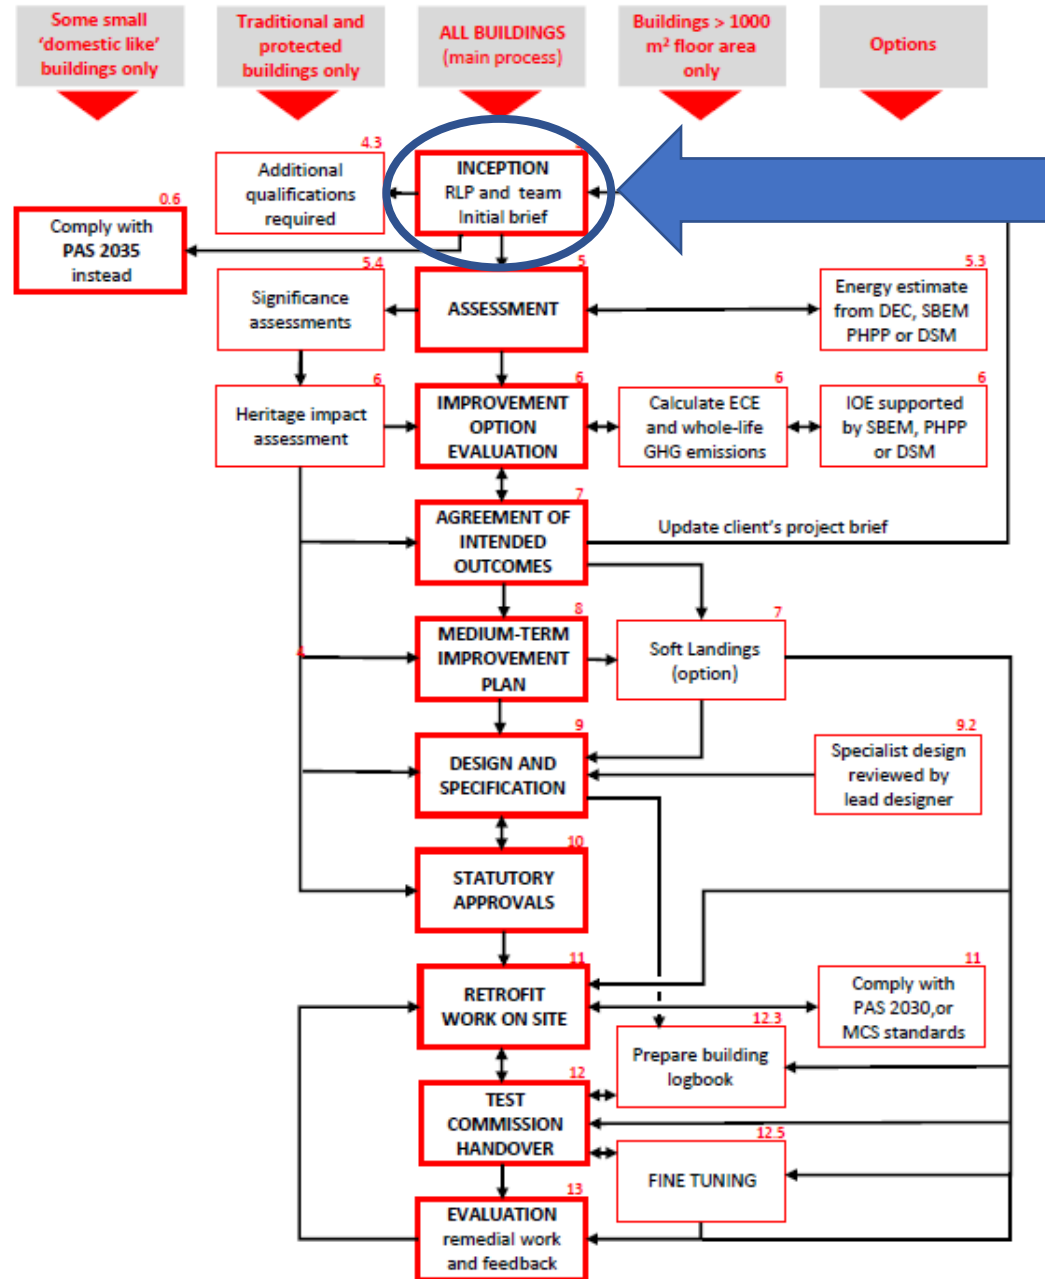 Some small
‘domestic like’
buildings only
Traditional and
protected
buildings only
ALL BUILDINGS
(main process)
Buildings > 1000
m² floor area
only
Options
4.3
Additional
qualifications
required
INCEPTION
RLP and team
Initial brief
0.6
Comply with
PAS 2035
instead
5.4
Significance
assessments
5
ASSESSMENT
5.3
Energy estimate
from DEC, SBEM
PHPP or DSM
6
Heritage impact
assessment
6
IMPROVEMENT
OPTION
EVALUATION
6
Calculate ECE
and whole-life
GHG emissions
6
IOE supported
by SBEM, PHPP
or DSM
7
AGREEMENT OF
INTENDED
OUTCOMES
Update client’s project brief
8
MEDIUM-TERM
IMPROVEMENT
PLAN
7
Soft Landings
(option)
4
9
DESIGN AND
SPECIFICATION
9.2
Specialist design
reviewed by
lead designer
10
STATUTORY
APPROVALS
11
RETROFIT
WORK ON SITE
11
Comply with
PAS 2030,or
MCS standards
12.3
Prepare building
logbook
12
TEST
COMMISSION
HANDOVER
12.5
FINE TUNING
13
EVALUATION
remedial work
and feedback